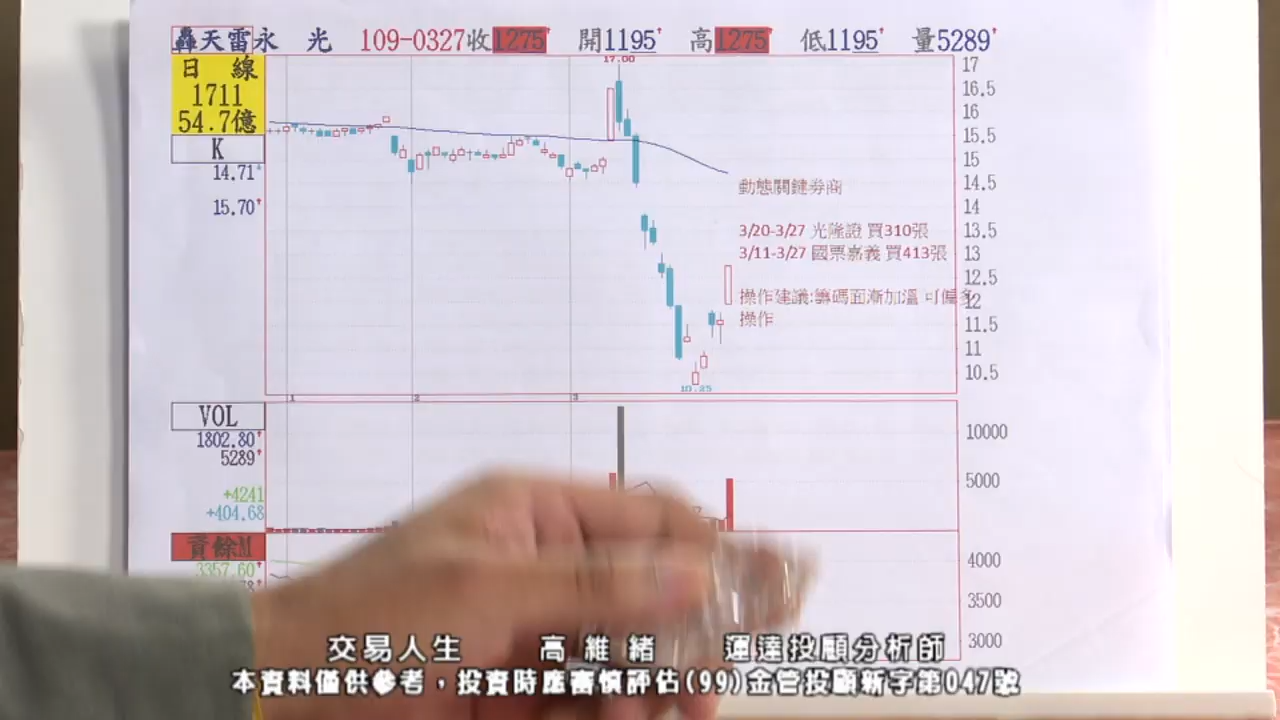 轟天雷永 光 109-0327收1275' 開1195' 高1275' 低1195' 量5289'
日 線
1711
54.7億
K
14.71'
15.70'
17.00
17
16.5
16
15.5
15
14.5
14
13.5
13
12.5
12
11.5
11
10.5
動態關鍵券商
3/20-3/27 光隆證 買310張
3/11-3/27 國票嘉義 買413張
操作建議:籌碼面漸加溫 可偏多
操作
10.25
1
2
3
VOL
1802.80'
5289'
+4241
+404.68
10000
5000
資餘M
3357.60'
4000
3500
3000
交易人生 高維緒 運達投顧分析師
本資料僅供參考，投資時應審慎評估(99)金管投顧新字第047號